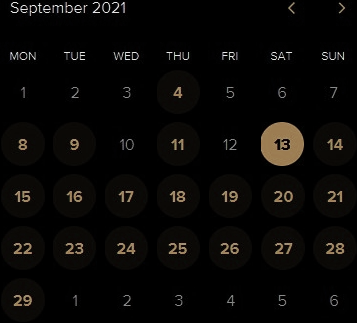 September 2021
MON TUE WED THU FRI SAT SUN
1 2 3 4 5 6 7
8 9 10 11 12 13 14
15 16 17 18 19 20 21
22 23 24 25 26 27 28
29 1 2 3 4 5 6